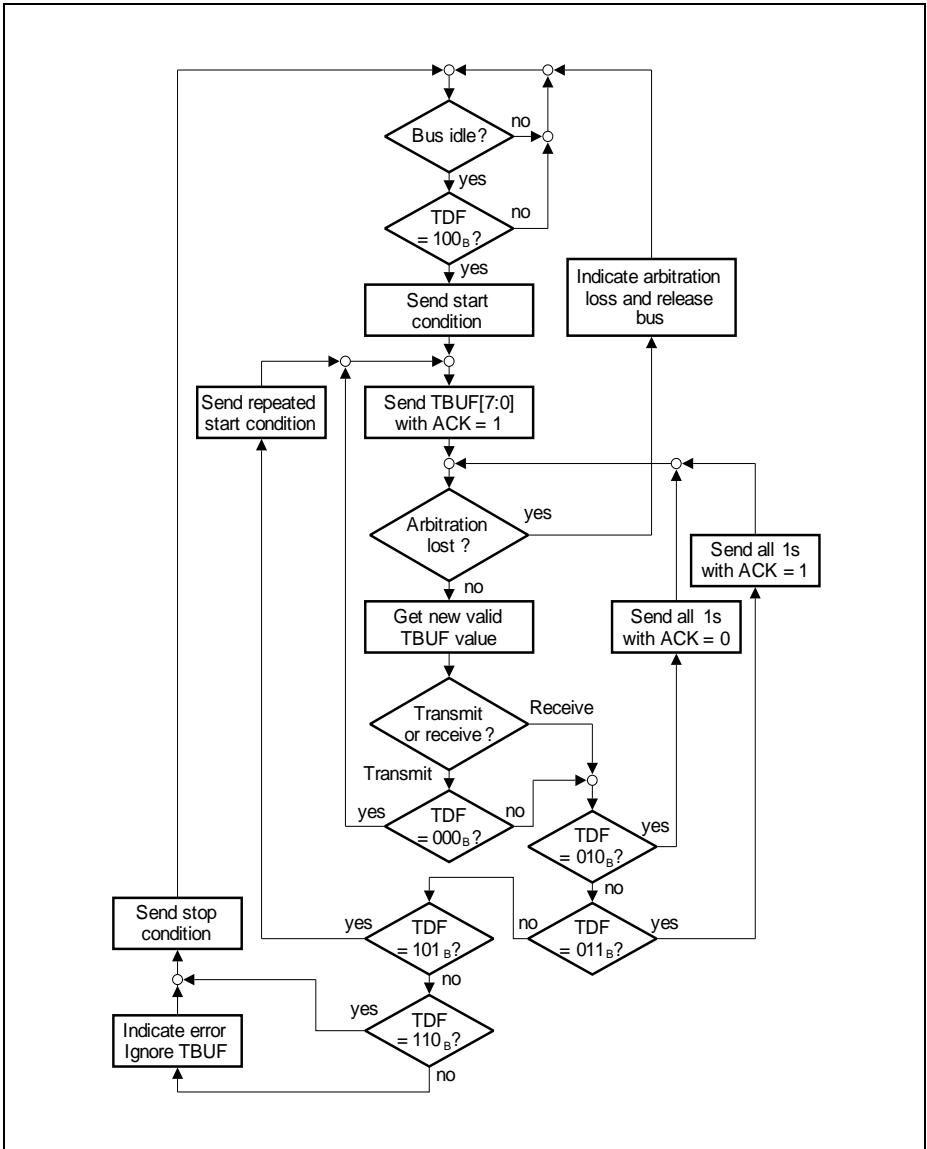 Bus idle?
no
yes
TDF
= 100B?
no
yes
Send start
condition
Indicate arbitration
loss and release
bus
Send repeated
start condition
Send TBUF[7:0]
with ACK = 1
Arbitration
lost ?
yes
no
Send all 1s
with ACK = 1
Get new valid
TBUF value
Send all 1s
with ACK = 0
Transmit
or receive ?
Receive
Transmit
yes
TDF
= 000B?
no
TDF
= 010B?
yes
no
Send stop
condition
yes
TDF
= 101B?
no
no
TDF
= 011B?
yes
yes
TDF
= 110B?
no
Indicate error
Ignore TBUF